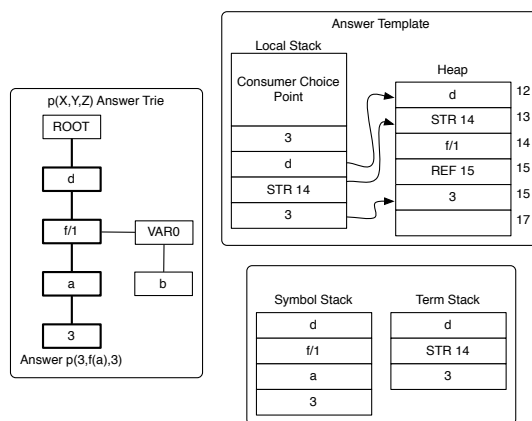 p(X,Y,Z) Answer Trie
ROOT
d
f/1
VAR0
a
b
3
Answer p(3,f(a),3)
Answer Template
Local Stack
Consumer Choice
Point
3
d
STR 14
3
Heap
d
12
STR 14
13
f/1
14
REF 15
15
3
15
17
Symbol Stack
d
f/1
a
3
Term Stack
d
STR 14
3